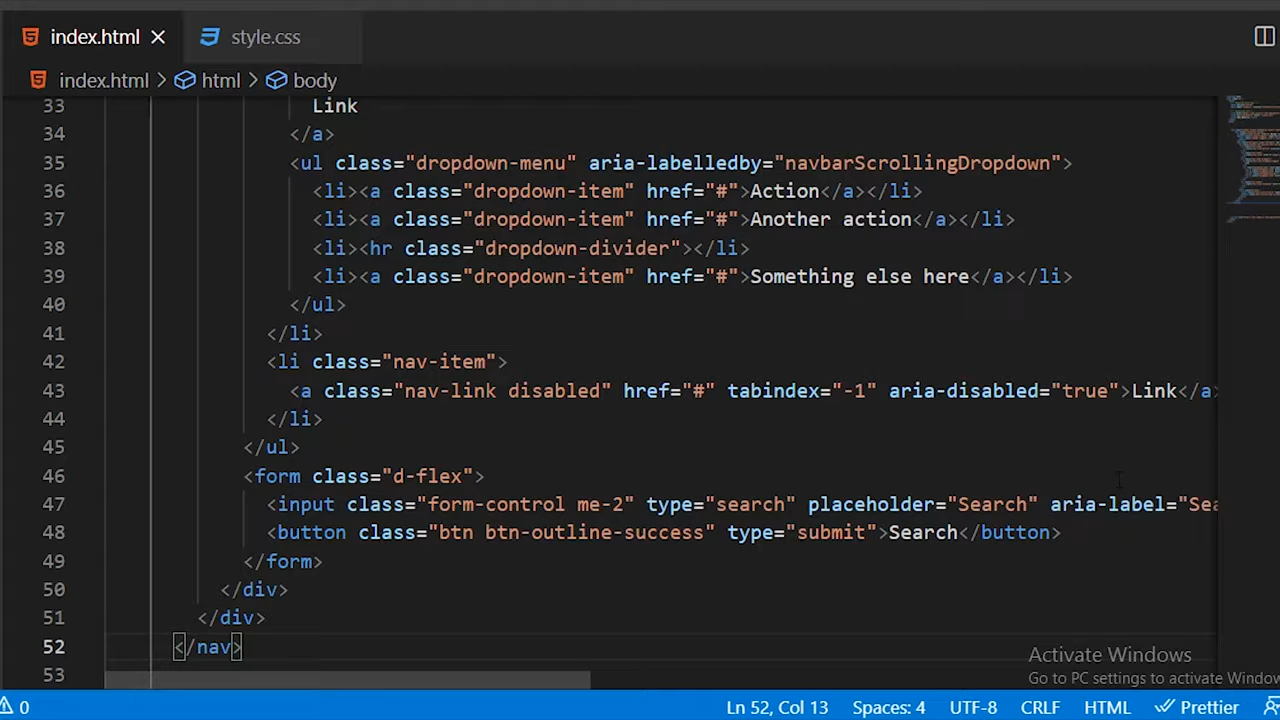 index.html style.css
index.html > html > body
33 Link
34 </a>
35 <ul class="dropdown-menu" aria-labelledby="navbarScrollingDropdown">
36 <li><a class="dropdown-item" href="#">Action</a></li>
37 <li><a class="dropdown-item" href="#">Another action</a></li>
38 <li><hr class="dropdown-divider"></li>
39 <li><a class="dropdown-item" href="#">Something else here</a></li>
40 </ul>
41 </li>
42 <li class="nav-item">
43 <a class="nav-link disabled" href="#" tabindex="-1" aria-disabled="true">Link</a>
44 </li>
45 </ul>
46 <form class="d-flex">
47 <input class="form-control me-2" type="search" placeholder="Search" aria-label="Sea
48 <button class="btn btn-outline-success" type="submit">Search</button>
49 </form>
50 </div>
51 </div>
52 </nav>
53
Activate Windows
Go to PC settings to activate Windows
0 Ln 52, Col 13 Spaces: 4 UTF-8 CRLF HTML Prettier